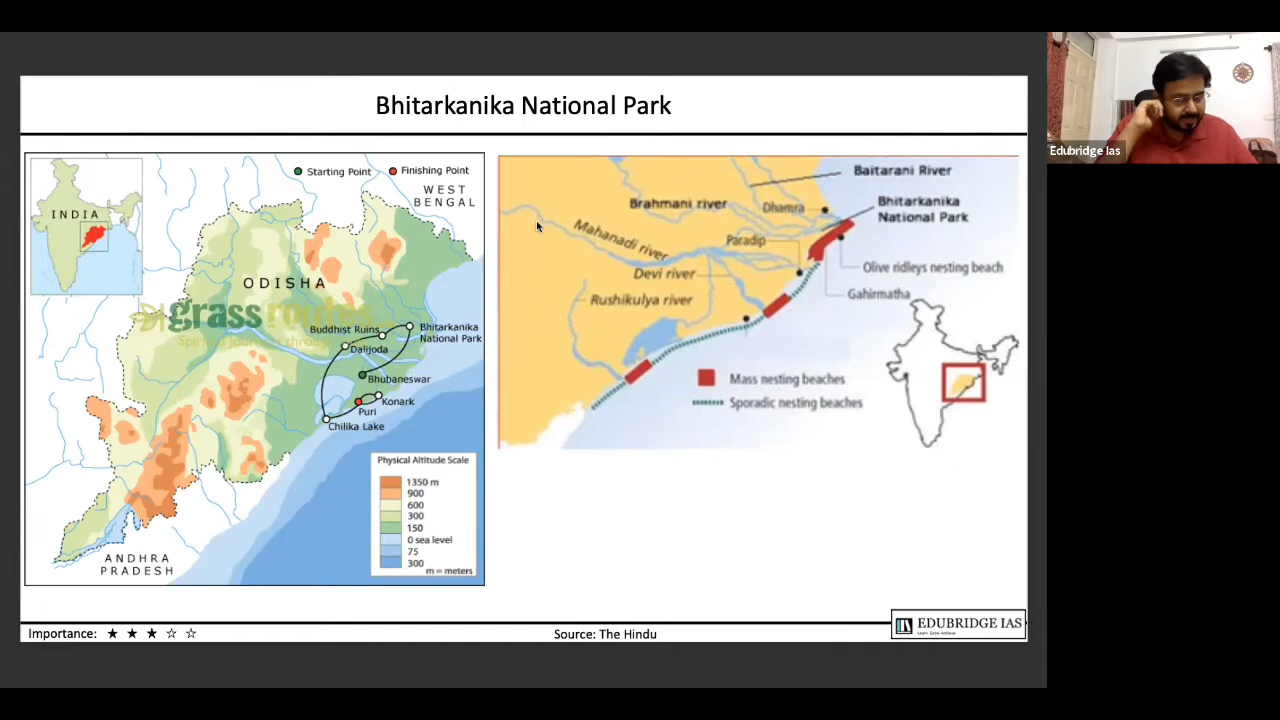 Bhitarkanika National Park
Starting Point
Finishing Point
WEST
BENGAL
INDIA
ODISHA
grassroutes
Buddhist Ruins
Bhitarkanika
National Park
Dalijoda
Bhubaneswar
Konark
Puri
Chilika Lake
Physical Altitude Scale
1350 m
900
600
300
150
0 sea level
75
300
m = meters
ANDHRA
PRADESH
Baitarani River
Brahmani river
Dhamra
Bhitarkanika
National Park
Mahanadi river
Paradip
Devi river
Olive ridleys nesting beach
Gahirmatha
Rushikulya river
Mass nesting beaches
Sporadic nesting beaches
Edubridge Ias
Importance: ★ ★ ★ ☆ ☆
Source: The Hindu
EDUBRIDGE IAS